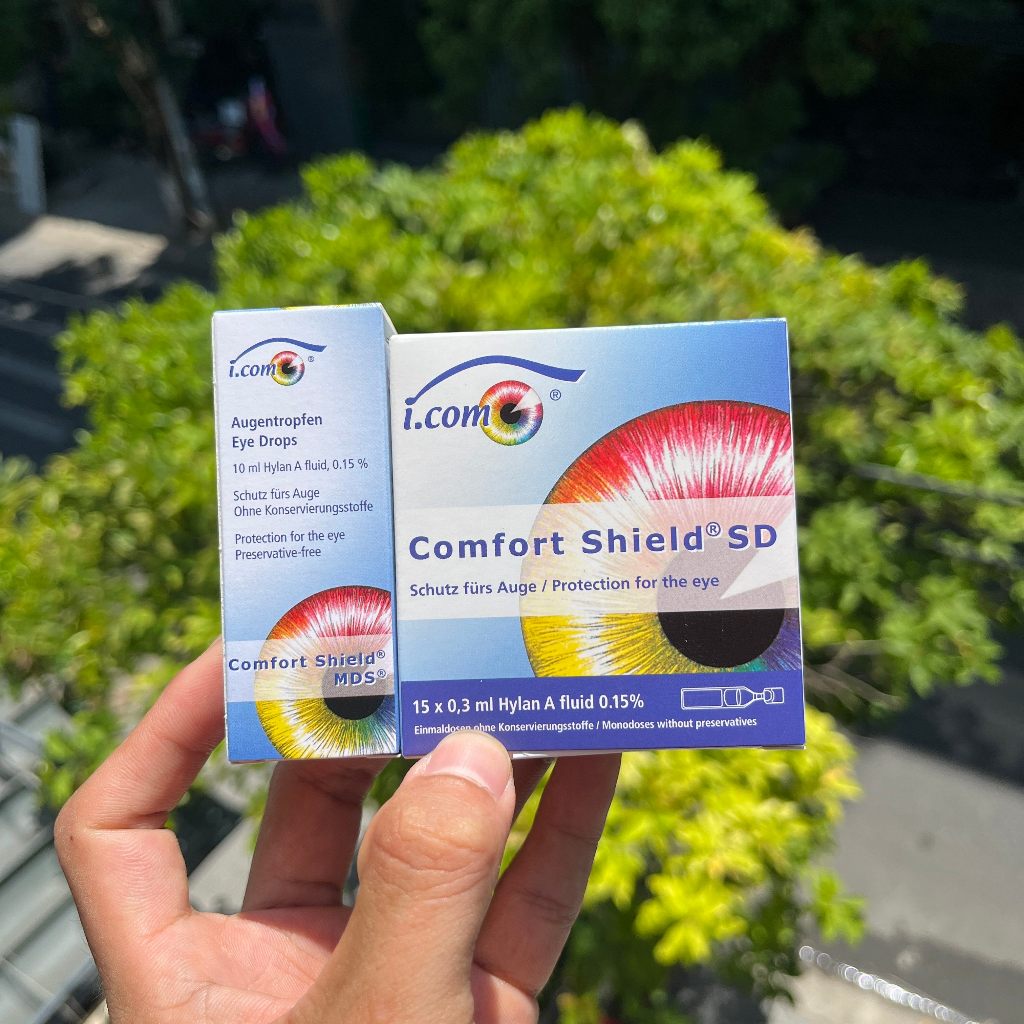 i.com®
Augentropfen
Eye Drops
10 ml Hylan A fluid, 0.15 %
Schutz fürs Auge
Ohne Konservierungsstoffe
Protection for the eye
Preservative-free
Comfort Shield®
MDS®
i.com®
Comfort Shield® SD
Schutz fürs Auge / Protection for the eye
15 x 0,3 ml Hylan A fluid 0.15%
Einmaldosen ohne Konservierungsstoffe / Monodoses without preservatives